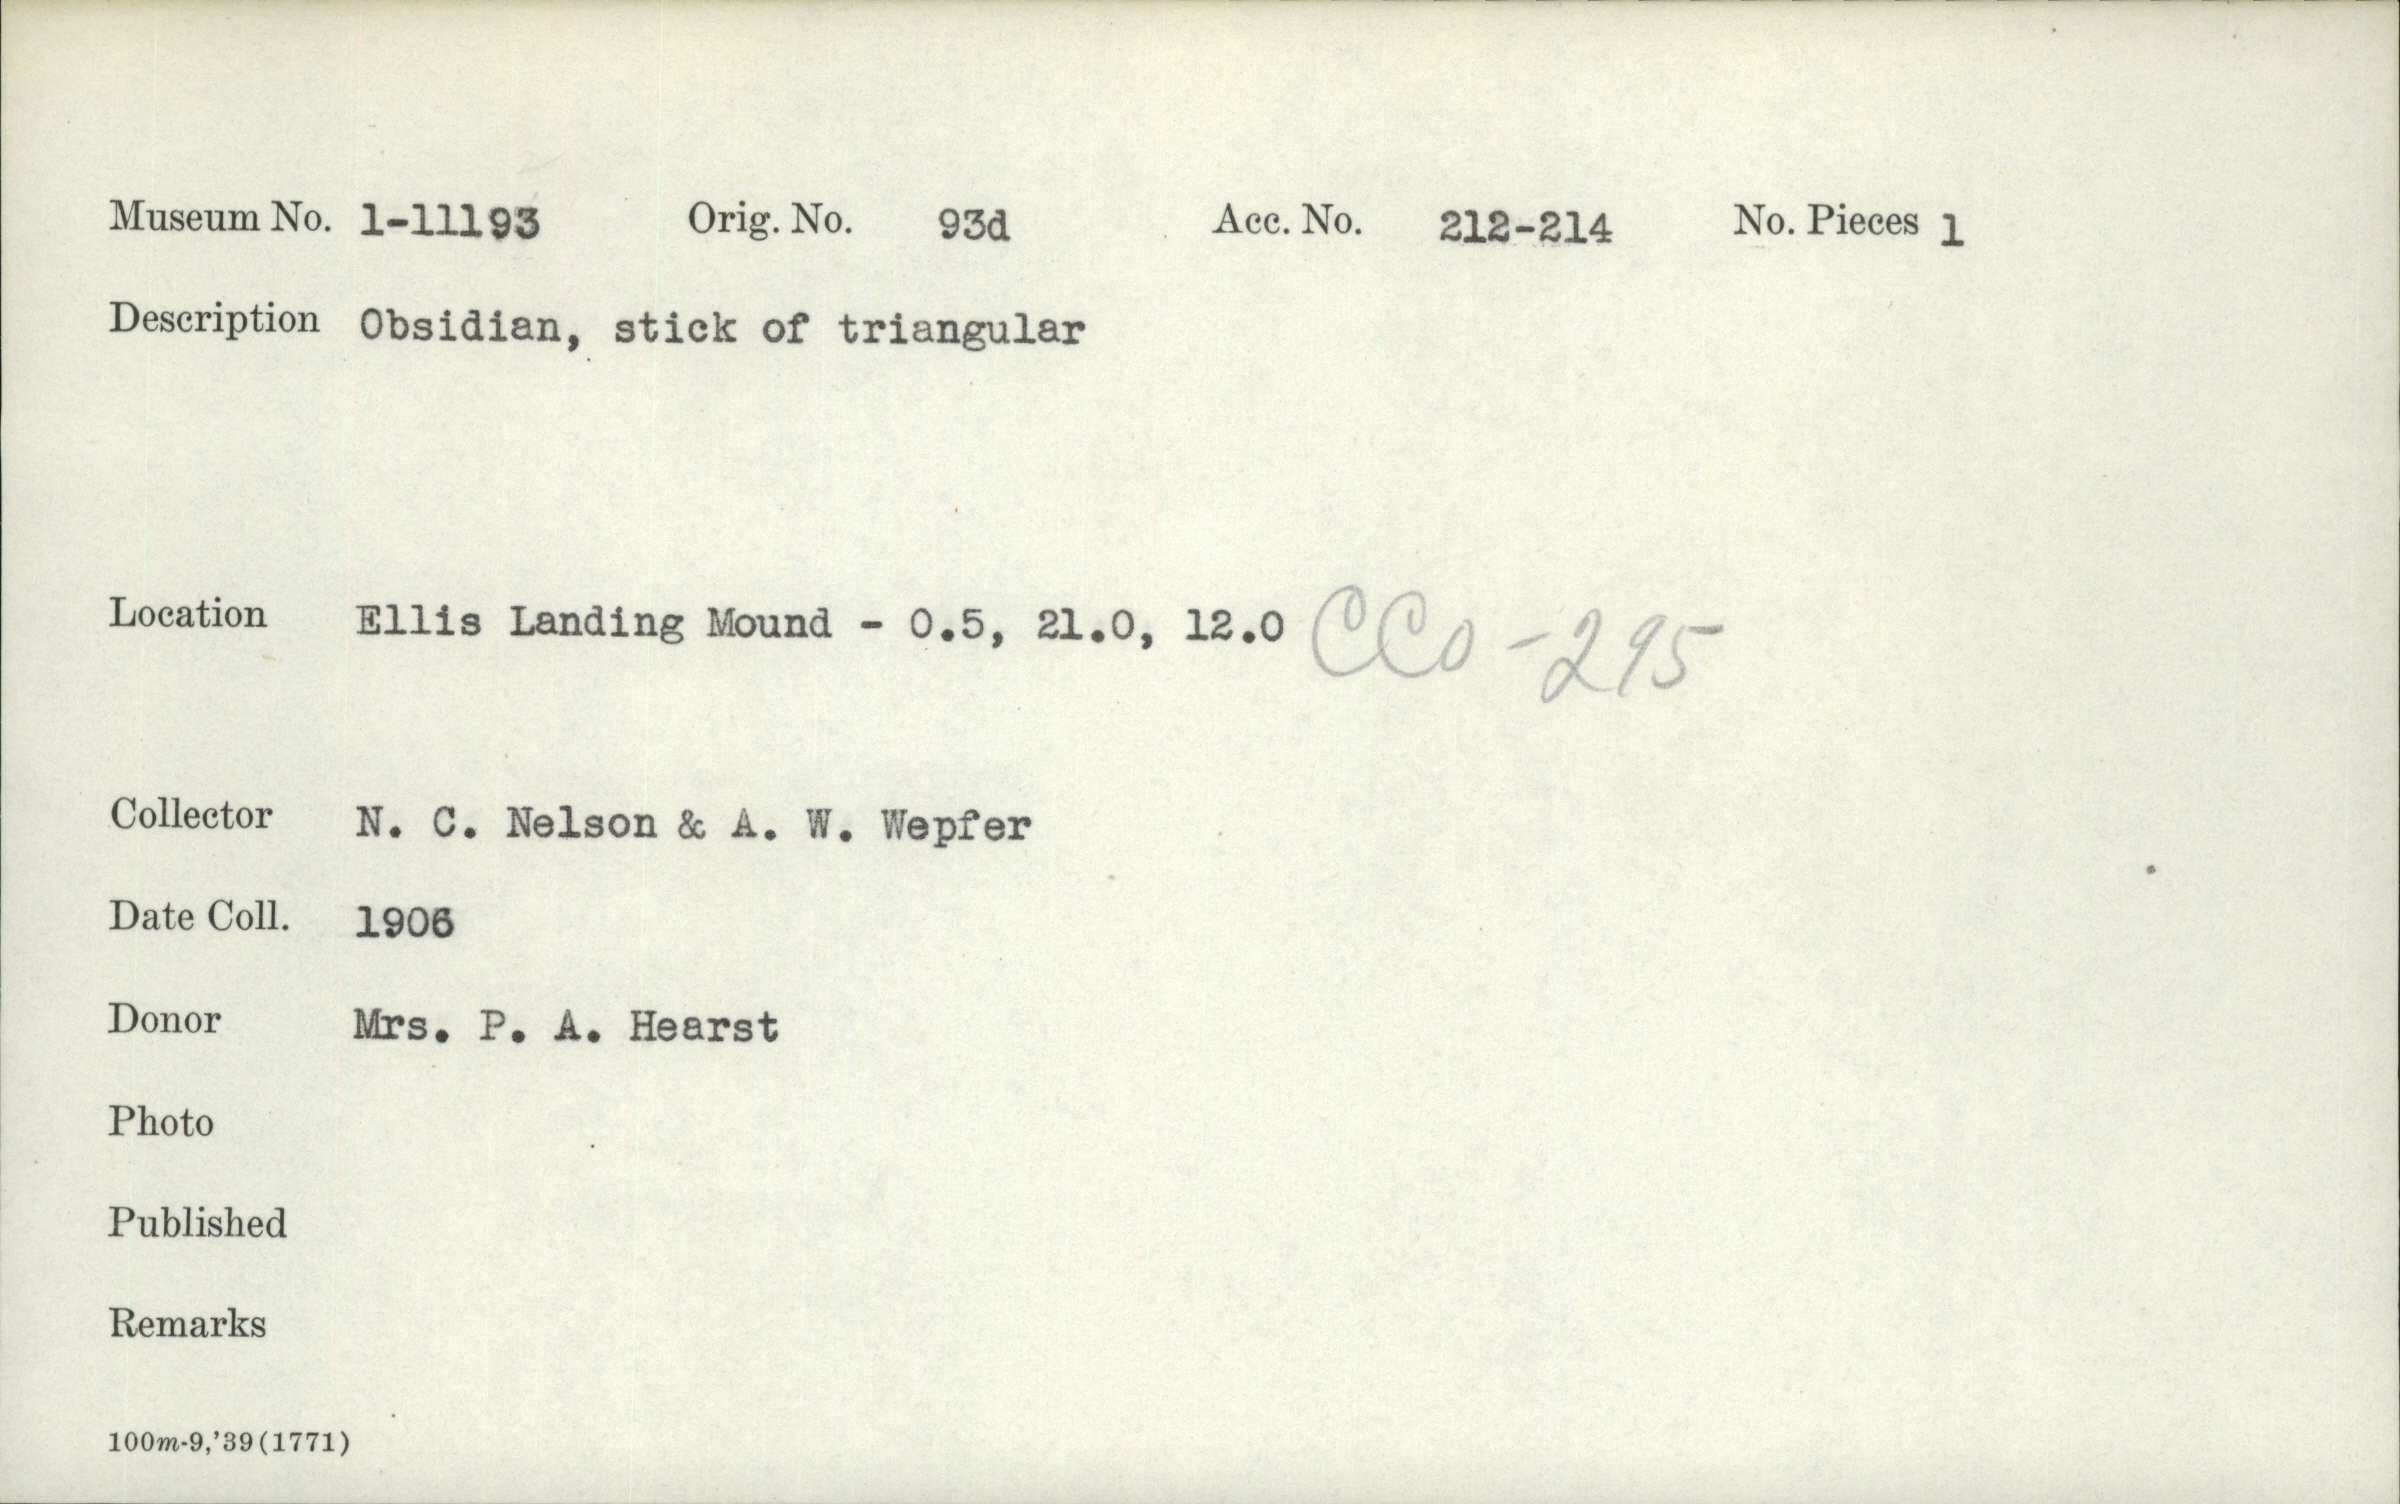 Museum No. 1-11193 Orig. No. 93d Acc. No. 212-214 No. Pieces 1
Description Obsidian, stick of triangular
Location Ellis Landing Mound - 0.5, 21.0, 12.0 CCo-295
Collector N. C. Nelson & A. W. Wepfer
Date Coll. 1906
Donor Mrs. P. A. Hearst
Photo
Published
Remarks
100m-9,'39(1771)